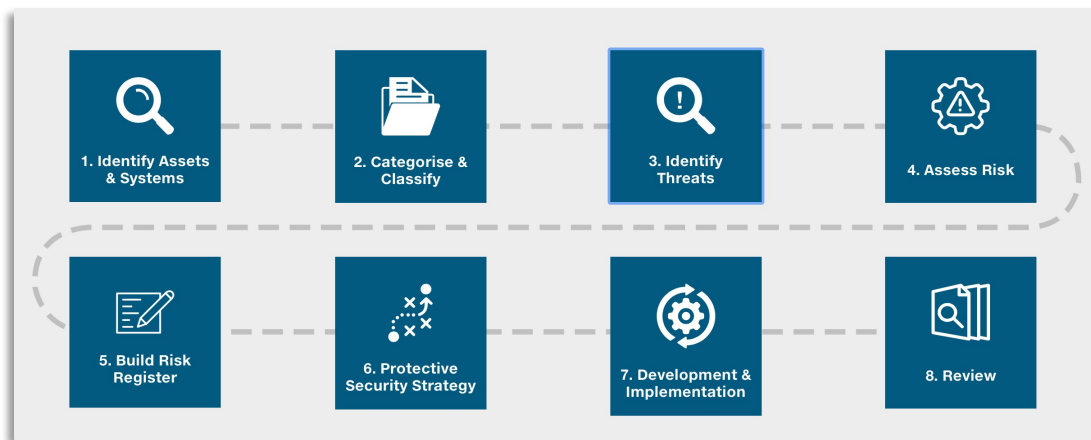 1. Identify Assets
& Systems
2. Categorise &
Classify
3. Identify
Threats
4. Assess Risk
5. Build Risk
Register
6. Protective
Security Strategy
7. Development &
Implementation
8. Review